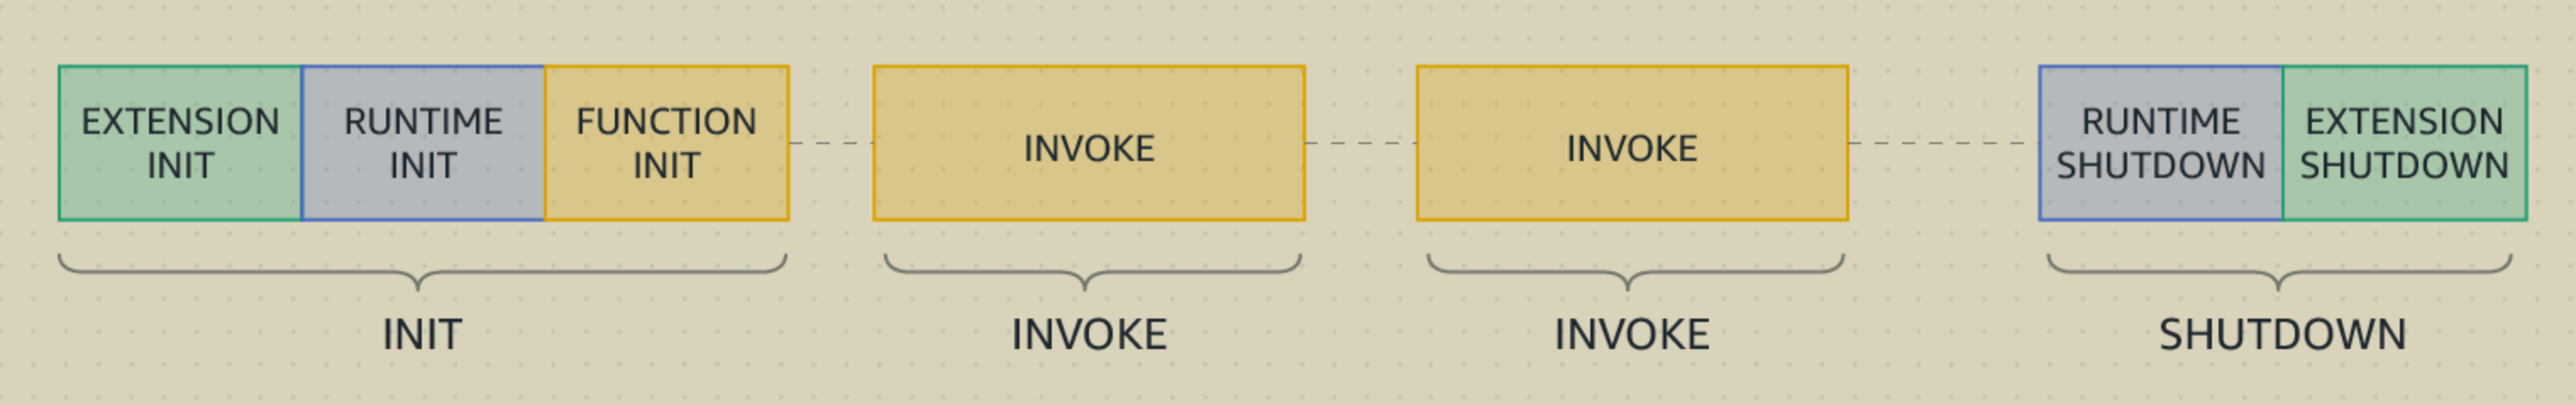 EXTENSION
INIT
RUNTIME
INIT
FUNCTION
INIT
INVOKE
INVOKE
RUNTIME
SHUTDOWN
EXTENSION
SHUTDOWN
INIT
INVOKE
INVOKE
SHUTDOWN